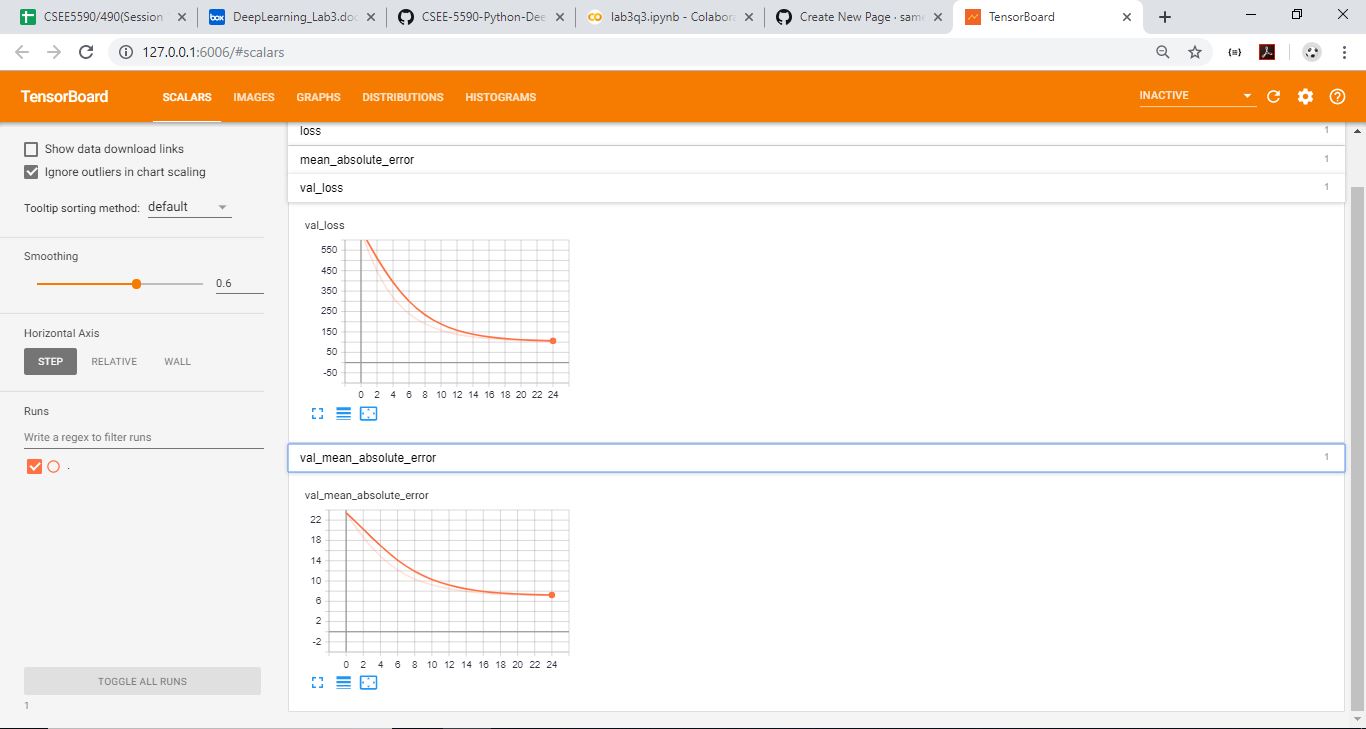 CSEE5590/490(Session
DeepLearning_Lab3.doc
CSEE-5590-Python-Dee
lab3q3.ipynb - Colabora
Create New Page · same
TensorBoard
127.0.0.1:6006/#scalars
TensorBoard
SCALARS
IMAGES
GRAPHS
DISTRIBUTIONS
HISTOGRAMS
INACTIVE
Show data download links
Ignore outliers in chart scaling
Tooltip sorting method: default
Smoothing
0.6
Horizontal Axis
STEP
RELATIVE
WALL
Runs
Write a regex to filter runs
.
TOGGLE ALL RUNS
1
loss 1
mean_absolute_error 1
val_loss 1
val_loss
550
450
350
250
150
50
-50
0 2 4 6 8 10 12 14 16 18 20 22 24
val_mean_absolute_error 1
val_mean_absolute_error
22
18
14
10
6
2
-2
0 2 4 6 8 10 12 14 16 18 20 22 24